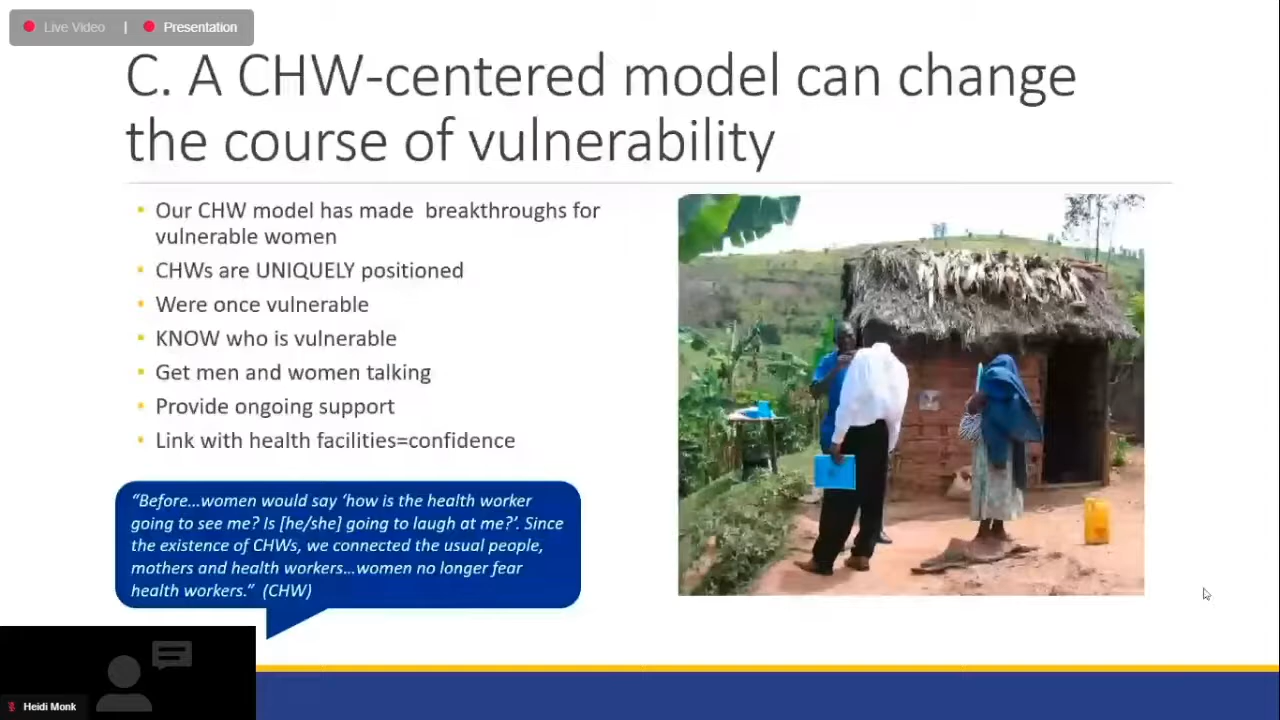 Live Video | Presentation
C. A CHW-centered model can change
the course of vulnerability
Our CHW model has made breakthroughs for
vulnerable women
CHWs are UNIQUELY positioned
Were once vulnerable
KNOW who is vulnerable
Get men and women talking
Provide ongoing support
Link with health facilities=confidence
“Before…women would say ‘how is the health worker
going to see me? Is [he/she] going to laugh at me?’. Since
the existence of CHWs, we connected the usual people,
mothers and health workers…women no longer fear
health workers.” (CHW)
Heidi Monk